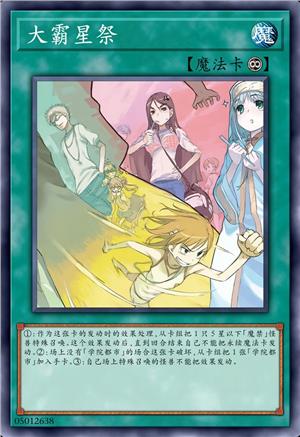 大霸星祭
魔
【魔法卡】
①：作为这张卡的发动时的效果处理，从卡组把1只5星以下「魔禁」怪
兽特殊召唤。这个效果发动后，直到回合结束自己不能把永续魔法卡发
动。②：场上没有「学院都市」的场合这张卡破坏，从卡组把1张「学院都
市」加入手卡。③：自己场上特殊召唤的怪兽不能把效果发动。
05012638